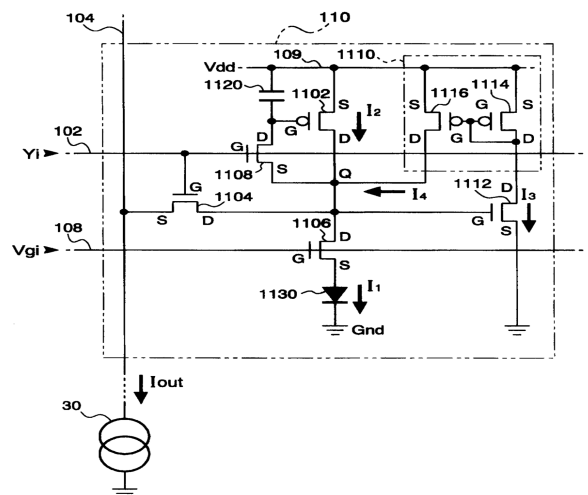 104
110
1110
Vdd
109
1120
1102
1116
1114
S
I2
S
S
G
G
G
D
D
D
D
102
Yi
G
S
Q
1108
I4
G
1104
1112
D
I3
S
D
1106
G
S
108
D
Vgi
G
S
1130
I1
Gnd
Iout
30